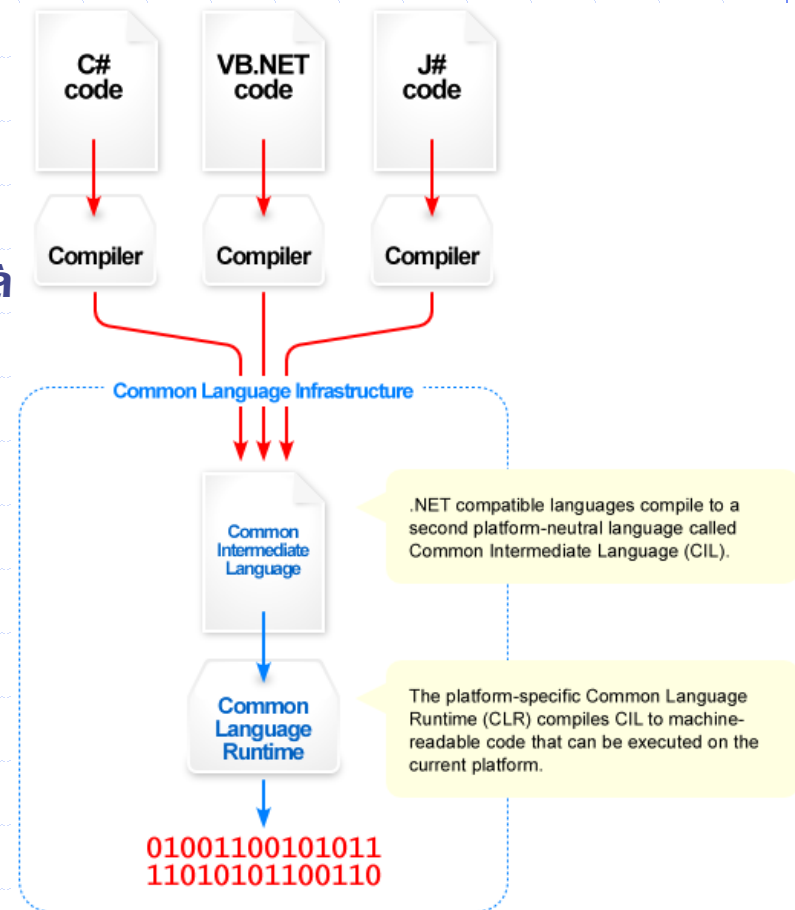 C#
code
VB.NET
code
J#
code
Compiler
Compiler
Compiler
à
Common Language Infrastructure
Common
Intermediate
Language
.NET compatible languages compile to a
second platform-neutral language called
Common Intermediate Language (CIL).
Common
Language
Runtime
The platform-specific Common Language
Runtime (CLR) compiles CIL to machine-
readable code that can be executed on the
current platform.
01001100101011
11010101100110